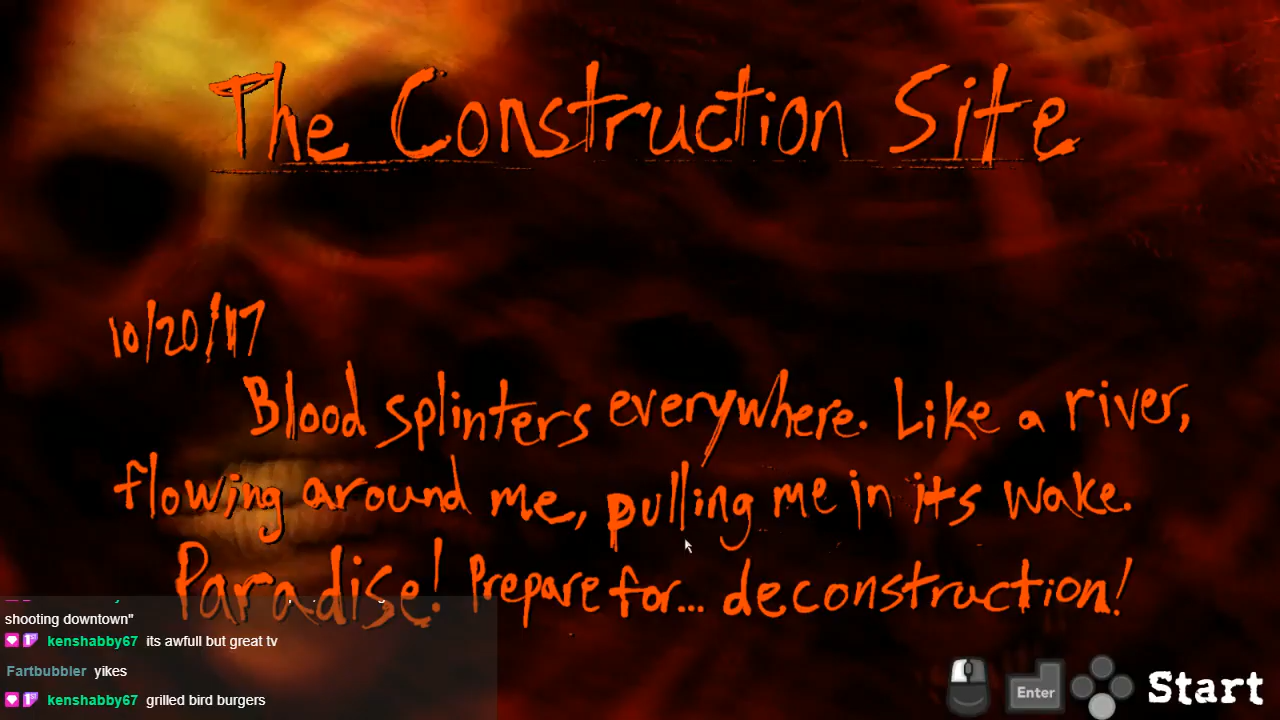 The Construction Site
10/20/47
Blood splinters everywhere. Like a river,
flowing around me, pulling me in its wake.
Paradise! Prepare for... deconstruction!
shooting downtown"
kenshabby67 its awfull but great tv
Fartbubbler yikes
kenshabby67 grilled bird burgers
Enter
Start